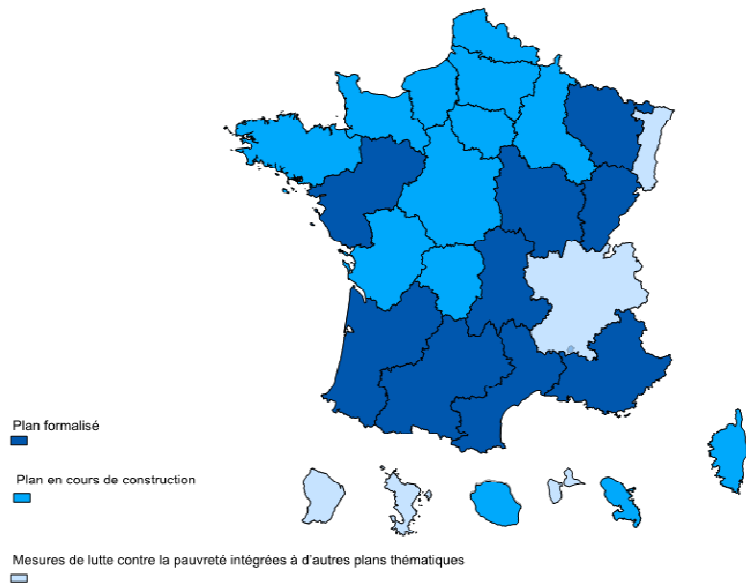 Plan formalisé
Plan en cours de construction
Mesures de lutte contre la pauvreté intégrées à d'autres plans thématiques